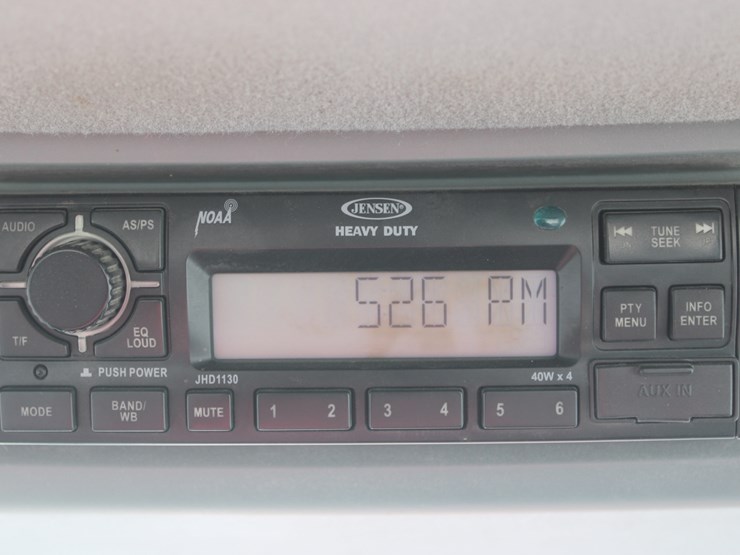 AUDIO
AS/PS
NOAA
JENSEN®
HEAVY DUTY
TUNE
SEEK
526 PM
PTY
MENU
INFO
ENTER
T/F
EQ
LOUD
PUSH POWER
JHD1130
40W x 4
MODE
BAND/
WB
MUTE
1 2
3 4
5 6
AUX IN